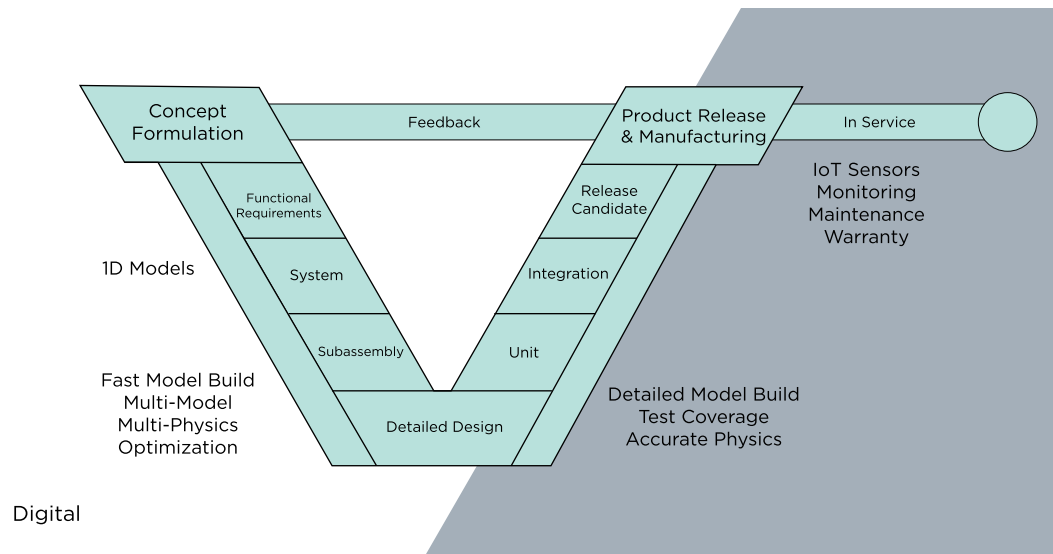 Concept
Formulation
Feedback
Product Release
& Manufacturing
In Service
IoT Sensors
Monitoring
Maintenance
Warranty
Functional
Requirements
Release
Candidate
1D Models
System
Integration
Subassembly
Unit
Fast Model Build
Multi-Model
Multi-Physics
Optimization
Detailed Design
Detailed Model Build
Test Coverage
Accurate Physics
Digital